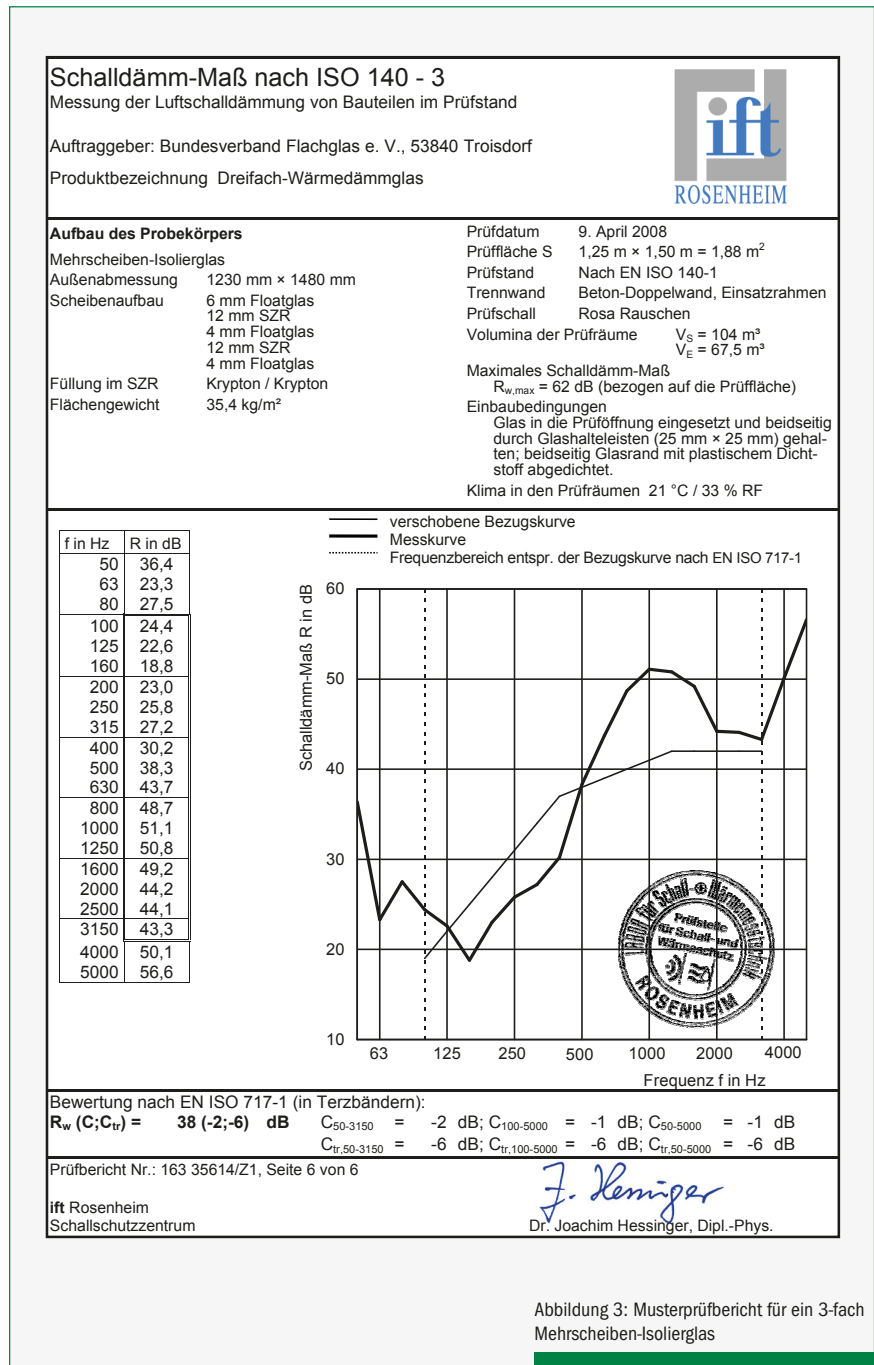 Schalldämm-Maß nach ISO 140 - 3
Messung der Luftschalldämmung von Bauteilen im Prüfstand
Auftraggeber: Bundesverband Flachglas e. V., 53840 Troisdorf
Produktbezeichnung Dreifach-Wärmedämmglas
ift
ROSENHEIM
Aufbau des Probekörpers
Mehrscheiben-Isolierglas
Außenabmessung 1230 mm × 1480 mm
Scheibenaufbau 6 mm Floatglas
12 mm SZR
4 mm Floatglas
12 mm SZR
4 mm Floatglas
Füllung im SZR Krypton / Krypton
Flächengewicht 35,4 kg/m²
Prüfdatum 9. April 2008
Prüffläche S 1,25 m × 1,50 m = 1,88 m²
Prüfstand Nach EN ISO 140-1
Trennwand Beton-Doppelwand, Einsatzrahmen
Prüfschall Rosa Rauschen
Volumina der Prüfräume V_S = 104 m³
V_E = 67,5 m³
Maximales Schalldämm-Maß
R_w,max = 62 dB (bezogen auf die Prüffläche)
Einbaubedingungen
Glas in die Prüföffnung eingesetzt und beidseitig
durch Glashalteleisten (25 mm × 25 mm) gehal-
ten; beidseitig Glasrand mit plastischem Dicht-
stoff abgedichtet.
Klima in den Prüfräumen 21 °C / 33 % RF
f in Hz R in dB
50 36,4
63 23,3
80 27,5
100 24,4
125 22,6
160 18,8
200 23,0
250 25,8
315 27,2
400 30,2
500 38,3
630 43,7
800 48,7
1000 51,1
1250 50,8
1600 49,2
2000 44,2
2500 44,1
3150 43,3
4000 50,1
5000 56,6
verschobene Bezugskurve
Messkurve
Frequenzbereich entspr. der Bezugskurve nach EN ISO 717-1
Schalldämm-Maß R in dB
60
50
40
30
20
10
63 125 250 500 1000 2000 4000
Frequenz f in Hz
für Schall- Wärmemesstechnik
Prüfstelle
für Schall- und
Wärmeschutz
ROSENHEIM
Bewertung nach EN ISO 717-1 (in Terzbändern):
R_w (C;C_tr) = 38 (-2;-6) dB C_50-3150 = -2 dB; C_100-5000 = -1 dB; C_50-5000 = -1 dB
C_tr,50-3150 = -6 dB; C_tr,100-5000 = -6 dB; C_tr,50-5000 = -6 dB
Prüfbericht Nr.: 163 35614/Z1, Seite 6 von 6
ift Rosenheim
Schallschutzzentrum
J. Hessinger
Dr. Joachim Hessinger, Dipl.-Phys.
Abbildung 3: Musterprüfbericht für ein 3-fach
Mehrscheiben-Isolierglas